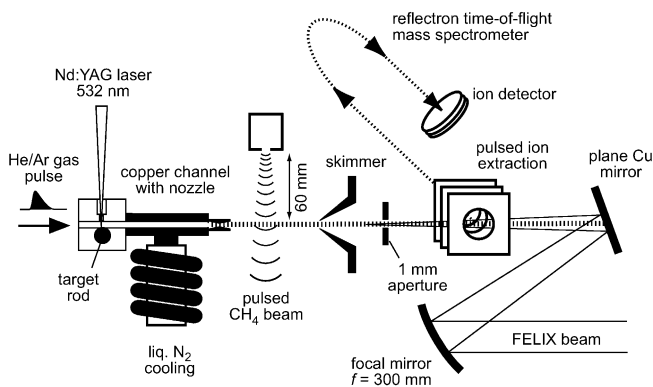 reflectron time-of-flight
mass spectrometer
Nd:YAG laser
532 nm
ion detector
He/Ar gas
pulse
copper channel
with nozzle
60 mm
skimmer
pulsed ion
extraction
plane Cu
mirror
target
rod
pulsed
CH₄ beam
1 mm
aperture
liq. N₂
cooling
FELIX beam
focal mirror
f = 300 mm